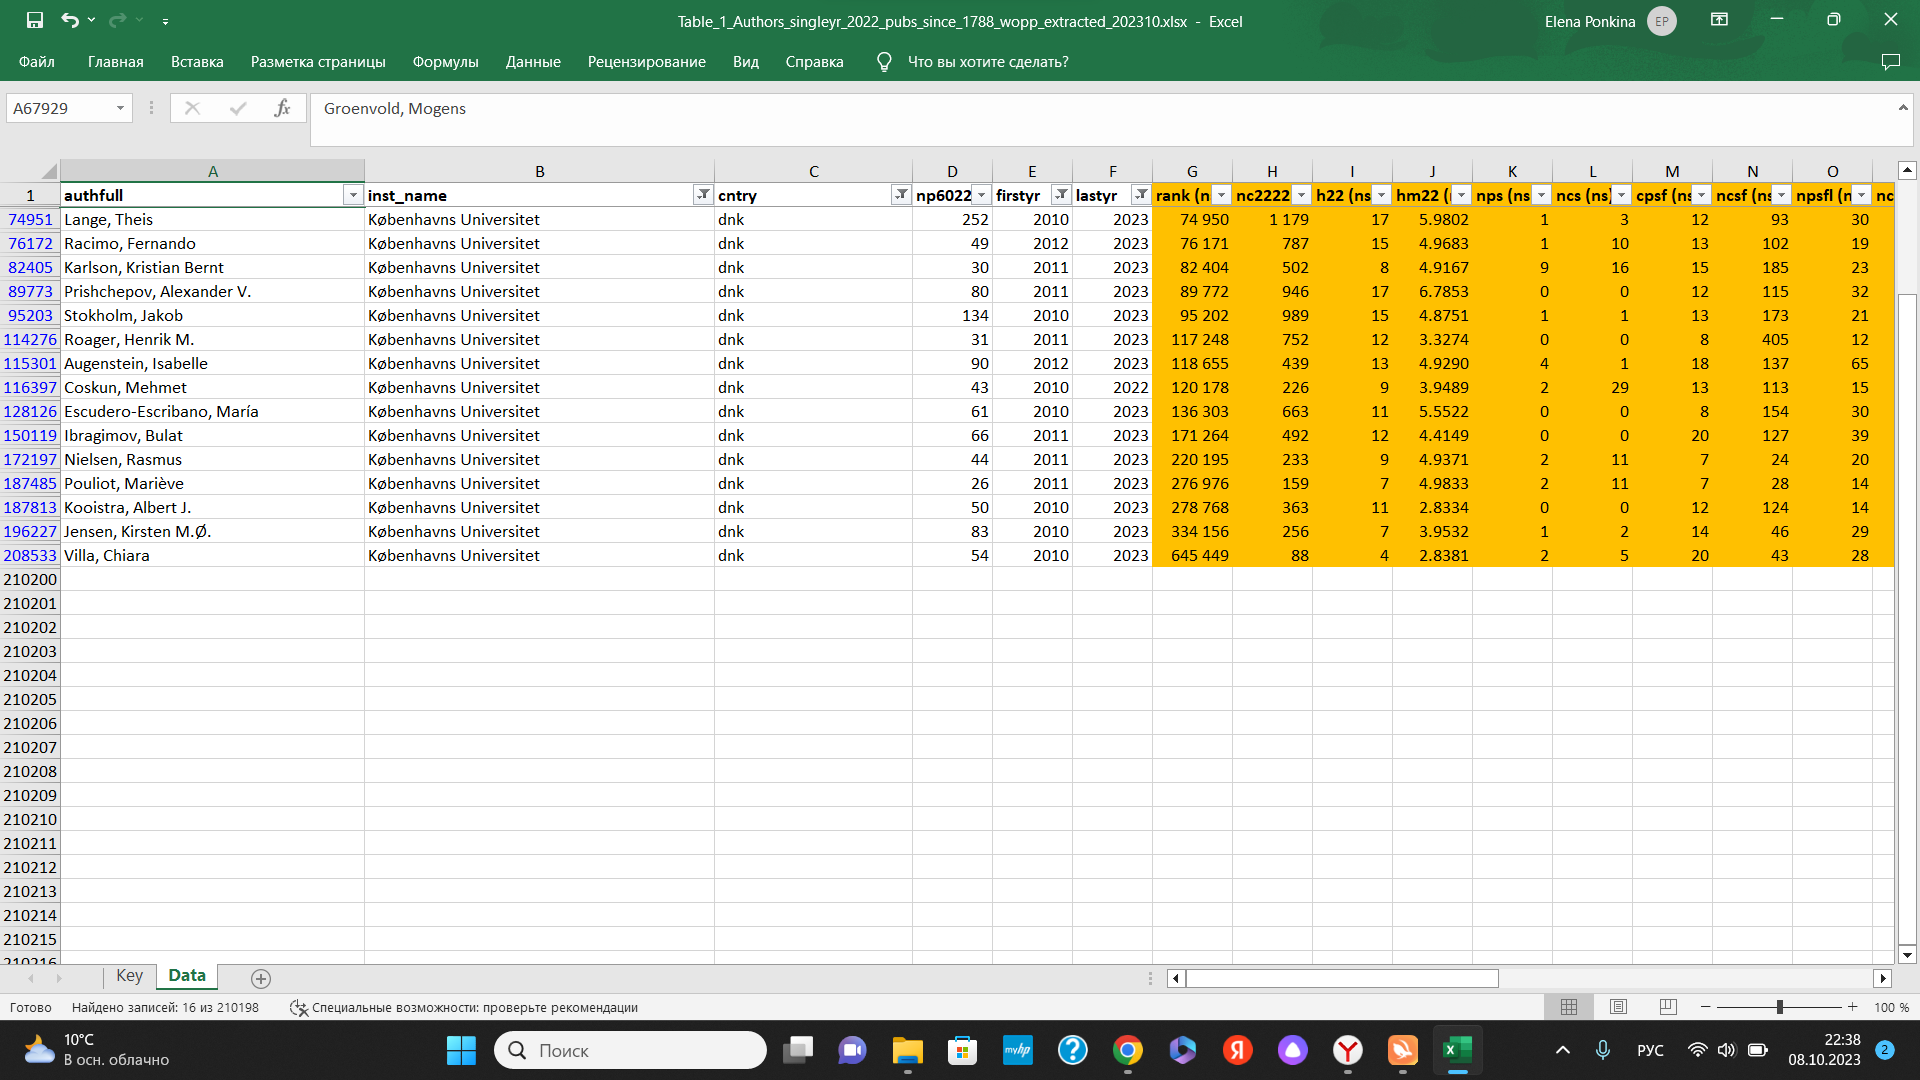 Table_1_Authors_singleyr_2022_pubs_since_1788_wopp_extracted_202310.xlsx - Excel
Elena Ponkina EP
Файл Главная Вставка Разметка страницы Формулы Данные Рецензирование Вид Справка Что вы хотите сделать?
A67929 fx Groenvold, Mogens
A B C D E F G H I J K L M N O
1 authfull inst_name cntry np6022 firstyr lastyr rank (n nc2222 h22 (ns hm22 ( nps (ns ncs (ns) cpsf (ns ncsf (ns npsfl (n nc
74951 Lange, Theis Københavns Universitet dnk 252 2010 2023 74 950 1 179 17 5.9802 1 3 12 93 30
76172 Racimo, Fernando Københavns Universitet dnk 49 2012 2023 76 171 787 15 4.9683 1 10 13 102 19
82405 Karlson, Kristian Bernt Københavns Universitet dnk 30 2011 2023 82 404 502 8 4.9167 9 16 15 185 23
89773 Prishchepov, Alexander V. Københavns Universitet dnk 80 2011 2023 89 772 946 17 6.7853 0 0 12 115 32
95203 Stokholm, Jakob Københavns Universitet dnk 134 2010 2023 95 202 989 15 4.8751 1 1 13 173 21
114276 Roager, Henrik M. Københavns Universitet dnk 31 2011 2023 117 248 752 12 3.3274 0 0 8 405 12
115301 Augenstein, Isabelle Københavns Universitet dnk 90 2012 2023 118 655 439 13 4.9290 4 1 18 137 65
116397 Coskun, Mehmet Københavns Universitet dnk 43 2010 2022 120 178 226 9 3.9489 2 29 13 113 15
128126 Escudero-Escribano, María Københavns Universitet dnk 61 2010 2023 136 303 663 11 5.5522 0 0 8 154 30
150119 Ibragimov, Bulat Københavns Universitet dnk 66 2011 2023 171 264 492 12 4.4149 0 0 20 127 39
172197 Nielsen, Rasmus Københavns Universitet dnk 44 2011 2023 220 195 233 9 4.9371 2 11 7 24 20
187485 Pouliot, Mariève Københavns Universitet dnk 26 2011 2023 276 976 159 7 4.9833 2 11 7 28 14
187813 Kooistra, Albert J. Københavns Universitet dnk 50 2010 2023 278 768 363 11 2.8334 0 0 12 124 14
196227 Jensen, Kirsten M.Ø. Københavns Universitet dnk 83 2010 2023 334 156 256 7 3.9532 1 2 14 46 29
208533 Villa, Chiara Københavns Universitet dnk 54 2010 2023 645 449 88 4 2.8381 2 5 20 43 28
210200
210201
210202
210203
210204
210205
210206
210207
210208
210209
210210
210211
210212
210213
210214
210215
210216
Key Data
Готово Найдено записей: 16 из 210198 Специальные возможности: проверьте рекомендации 100 %
10°C
В осн. облачно
Поиск
myhp
Я
РУС
22:38
08.10.2023
2